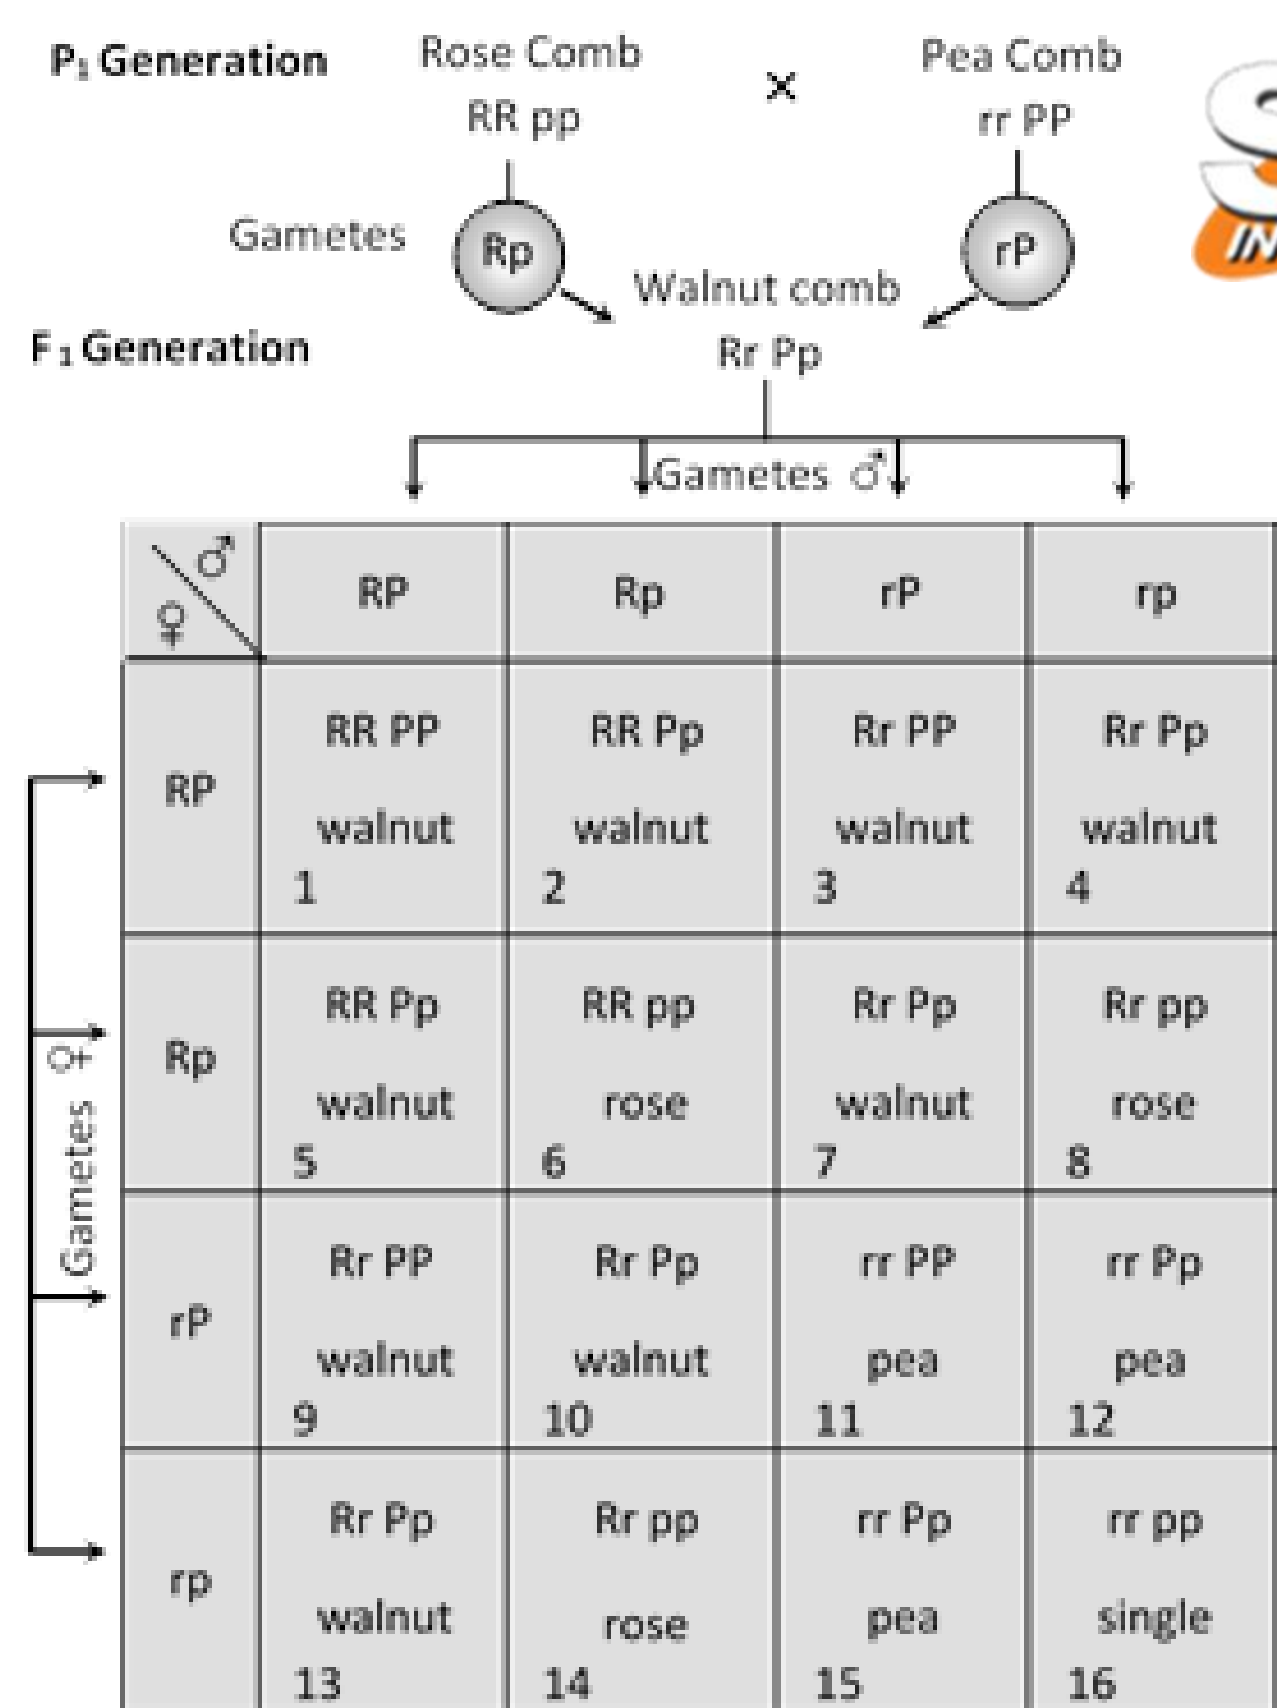 P₁ Generation
Rose Comb × Pea Comb
RR pp rr PP
Gametes Rp rP
Walnut comb
F₁ Generation
Rr Pp
Gametes ♂
♂
♀
RP Rp rP rp
Gametes ♀
RP
RR PP RR Pp Rr PP Rr Pp
walnut walnut walnut walnut
1 2 3 4
Rp
RR Pp RR pp Rr Pp Rr pp
walnut rose walnut rose
5 6 7 8
rP
Rr PP Rr Pp rr PP rr Pp
walnut walnut pea pea
9 10 11 12
rp
Rr Pp Rr pp rr Pp rr pp
walnut rose pea single
13 14 15 16